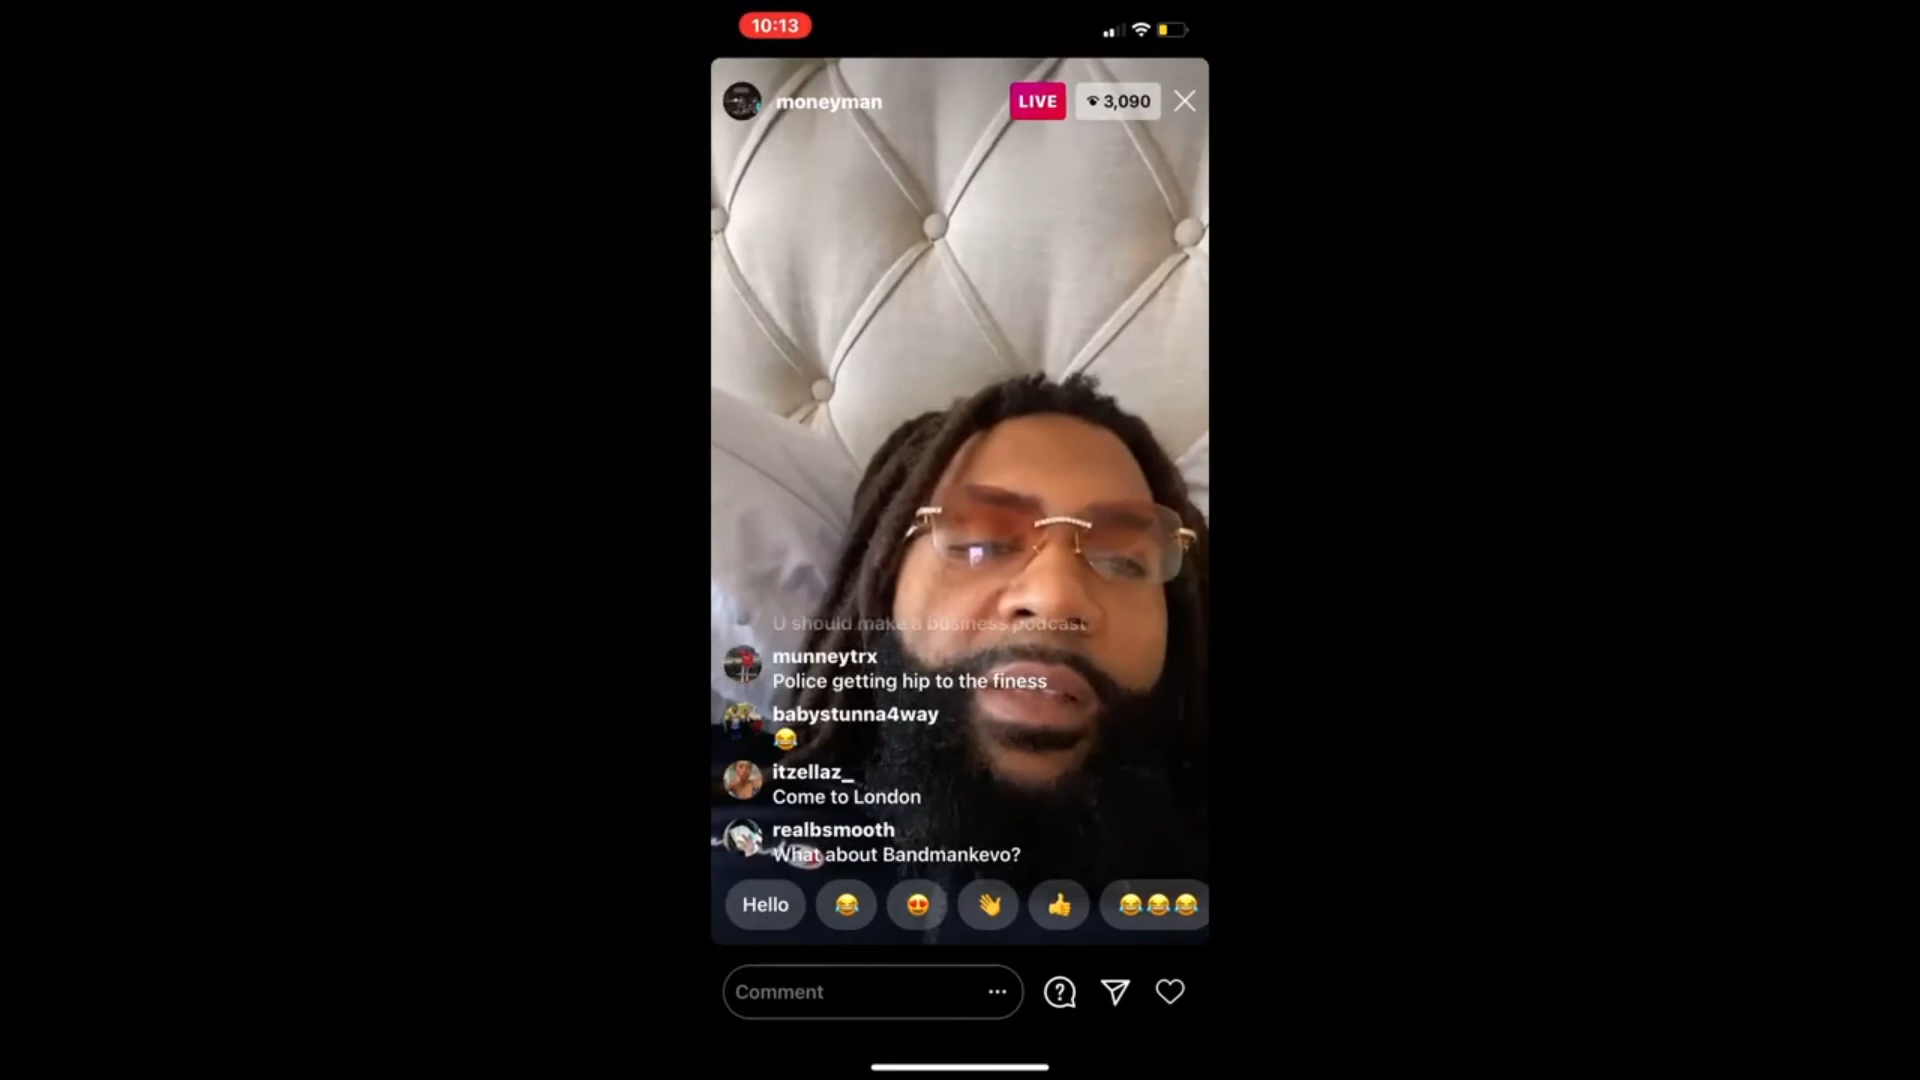 10:13
moneyman
LIVE
3,090
U should make a business podcast
munneytrx
Police getting hip to the finess
babystunna4way
😂
itzellaz_
Come to London
realbsmooth
What about Bandmankevo?
Hello 😂 😍 👋 👍 😂😂😂
Comment